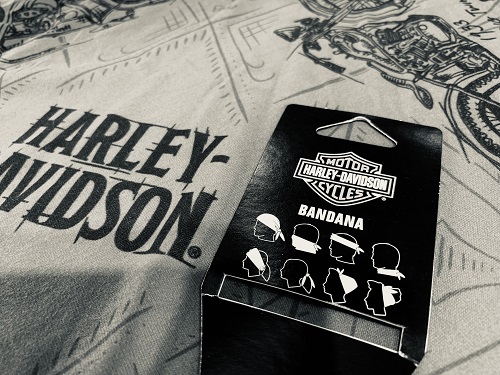 HARLEY-
DAVIDSON®
MOTOR
HARLEY-DAVIDSON
CYCLES®
BANDANA